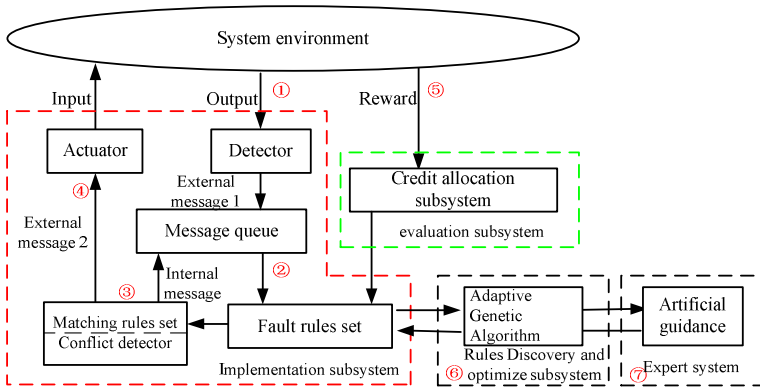 System environment
Input
Output
①
Reward
⑤
Actuator
Detector
④
External
message 1
Credit allocation
subsystem
External
message 2
Message queue
evaluation subsystem
Internal
message
②
③
Matching rules set
Conflict detector
Fault rules set
Adaptive
Genetic
Algorithm
Artificial
guidance
Implementation subsystem
⑥
Rules Discovery and
optimize subsystem
⑦
Expert system